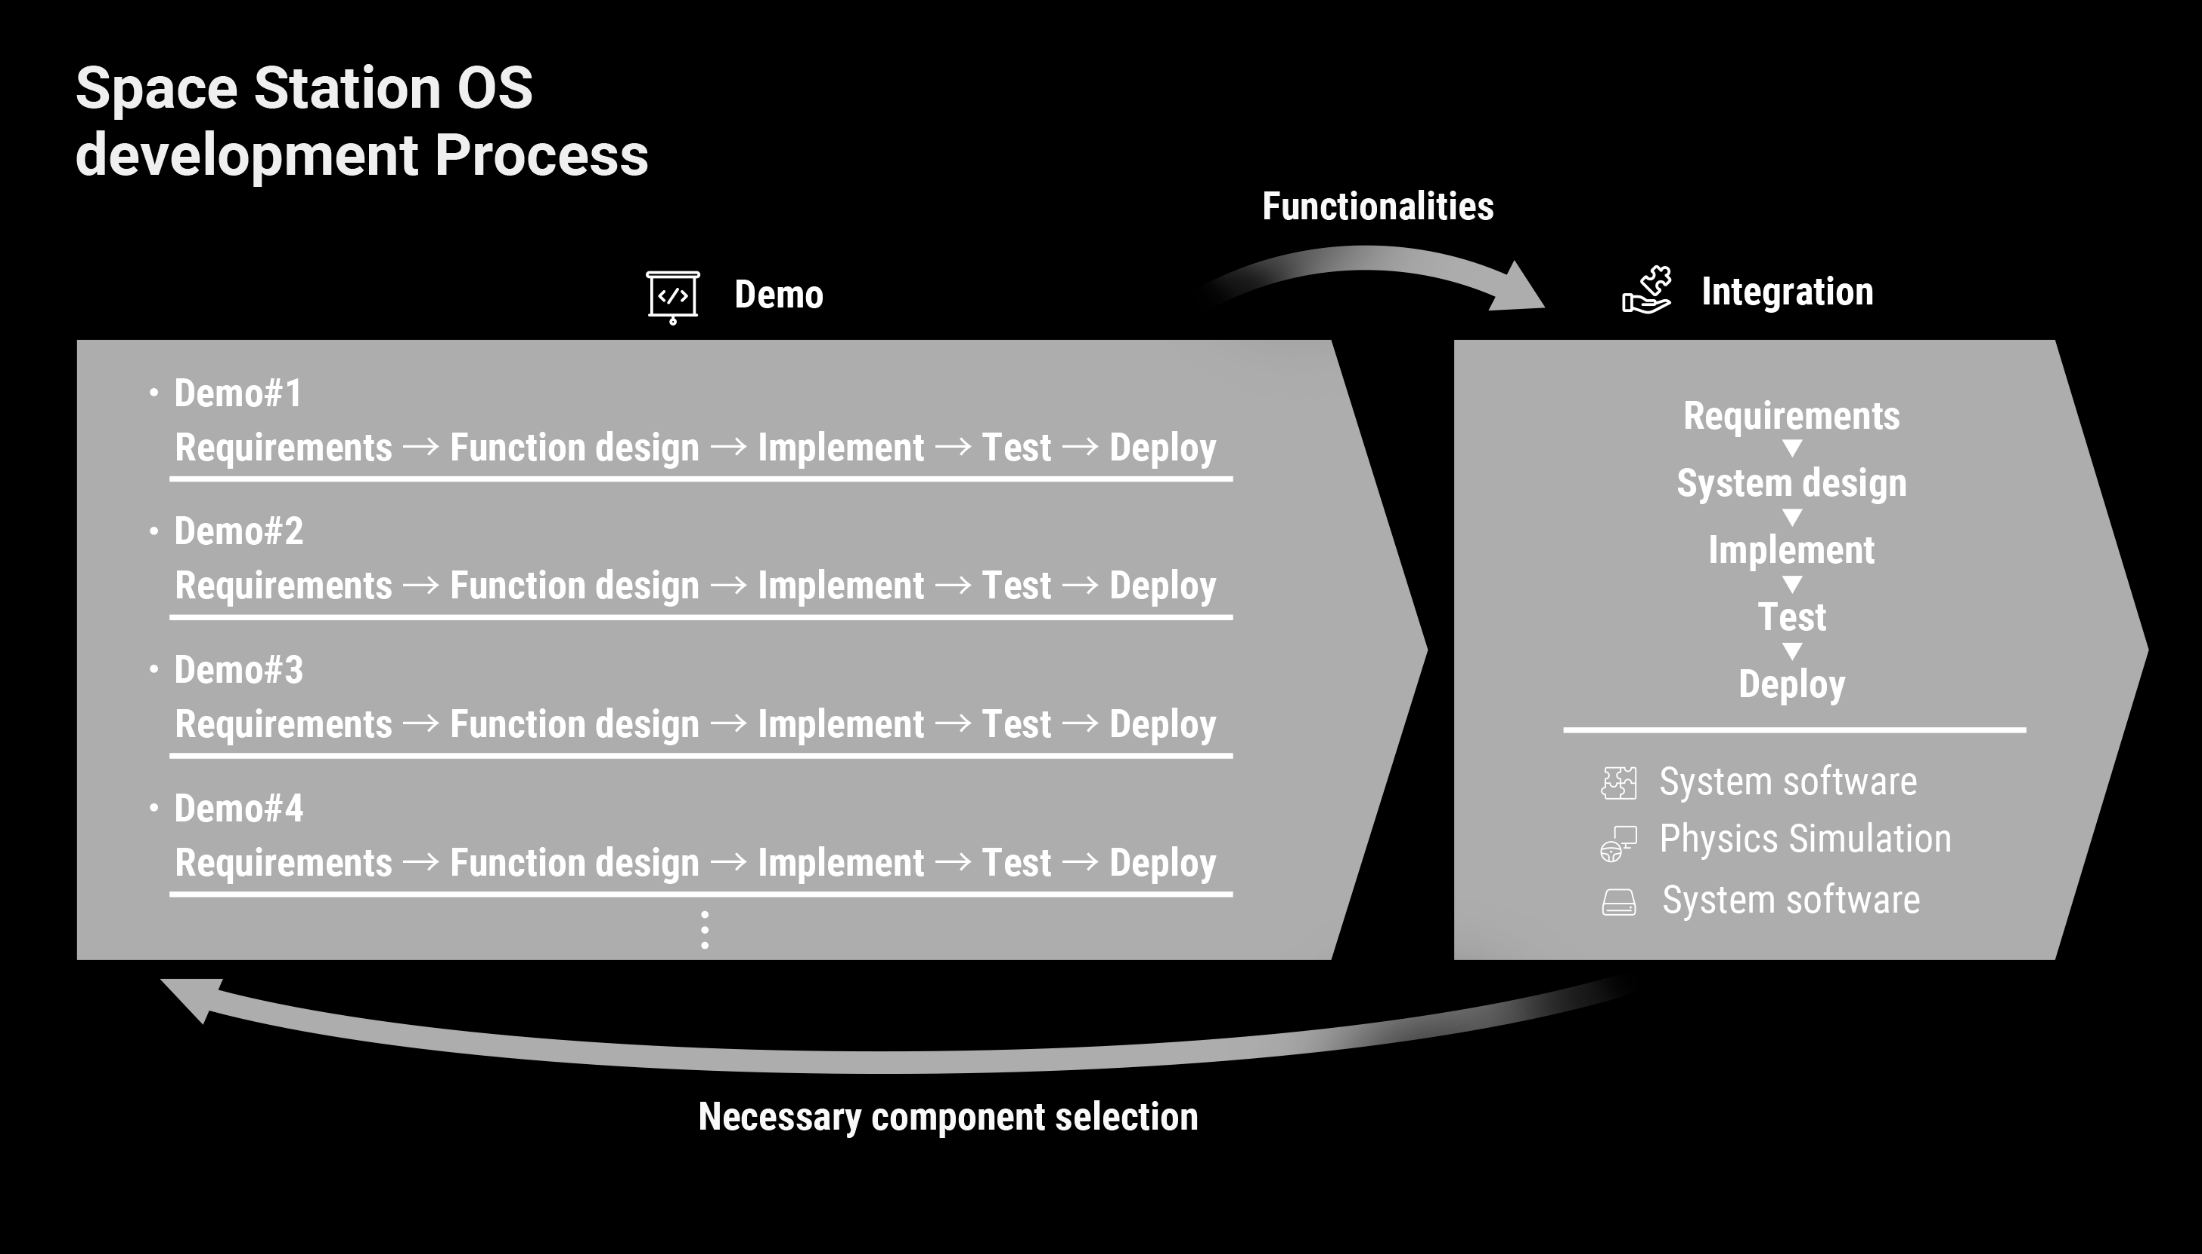 Space Station OS
development Process
Functionalities
Demo
Integration
・Demo#1
Requirements → Function design → Implement → Test → Deploy
・Demo#2
Requirements → Function design → Implement → Test → Deploy
・Demo#3
Requirements → Function design → Implement → Test → Deploy
・Demo#4
Requirements → Function design → Implement → Test → Deploy
⋮
Requirements
▼
System design
▼
Implement
▼
Test
▼
Deploy
System software
Physics Simulation
System software
Necessary component selection